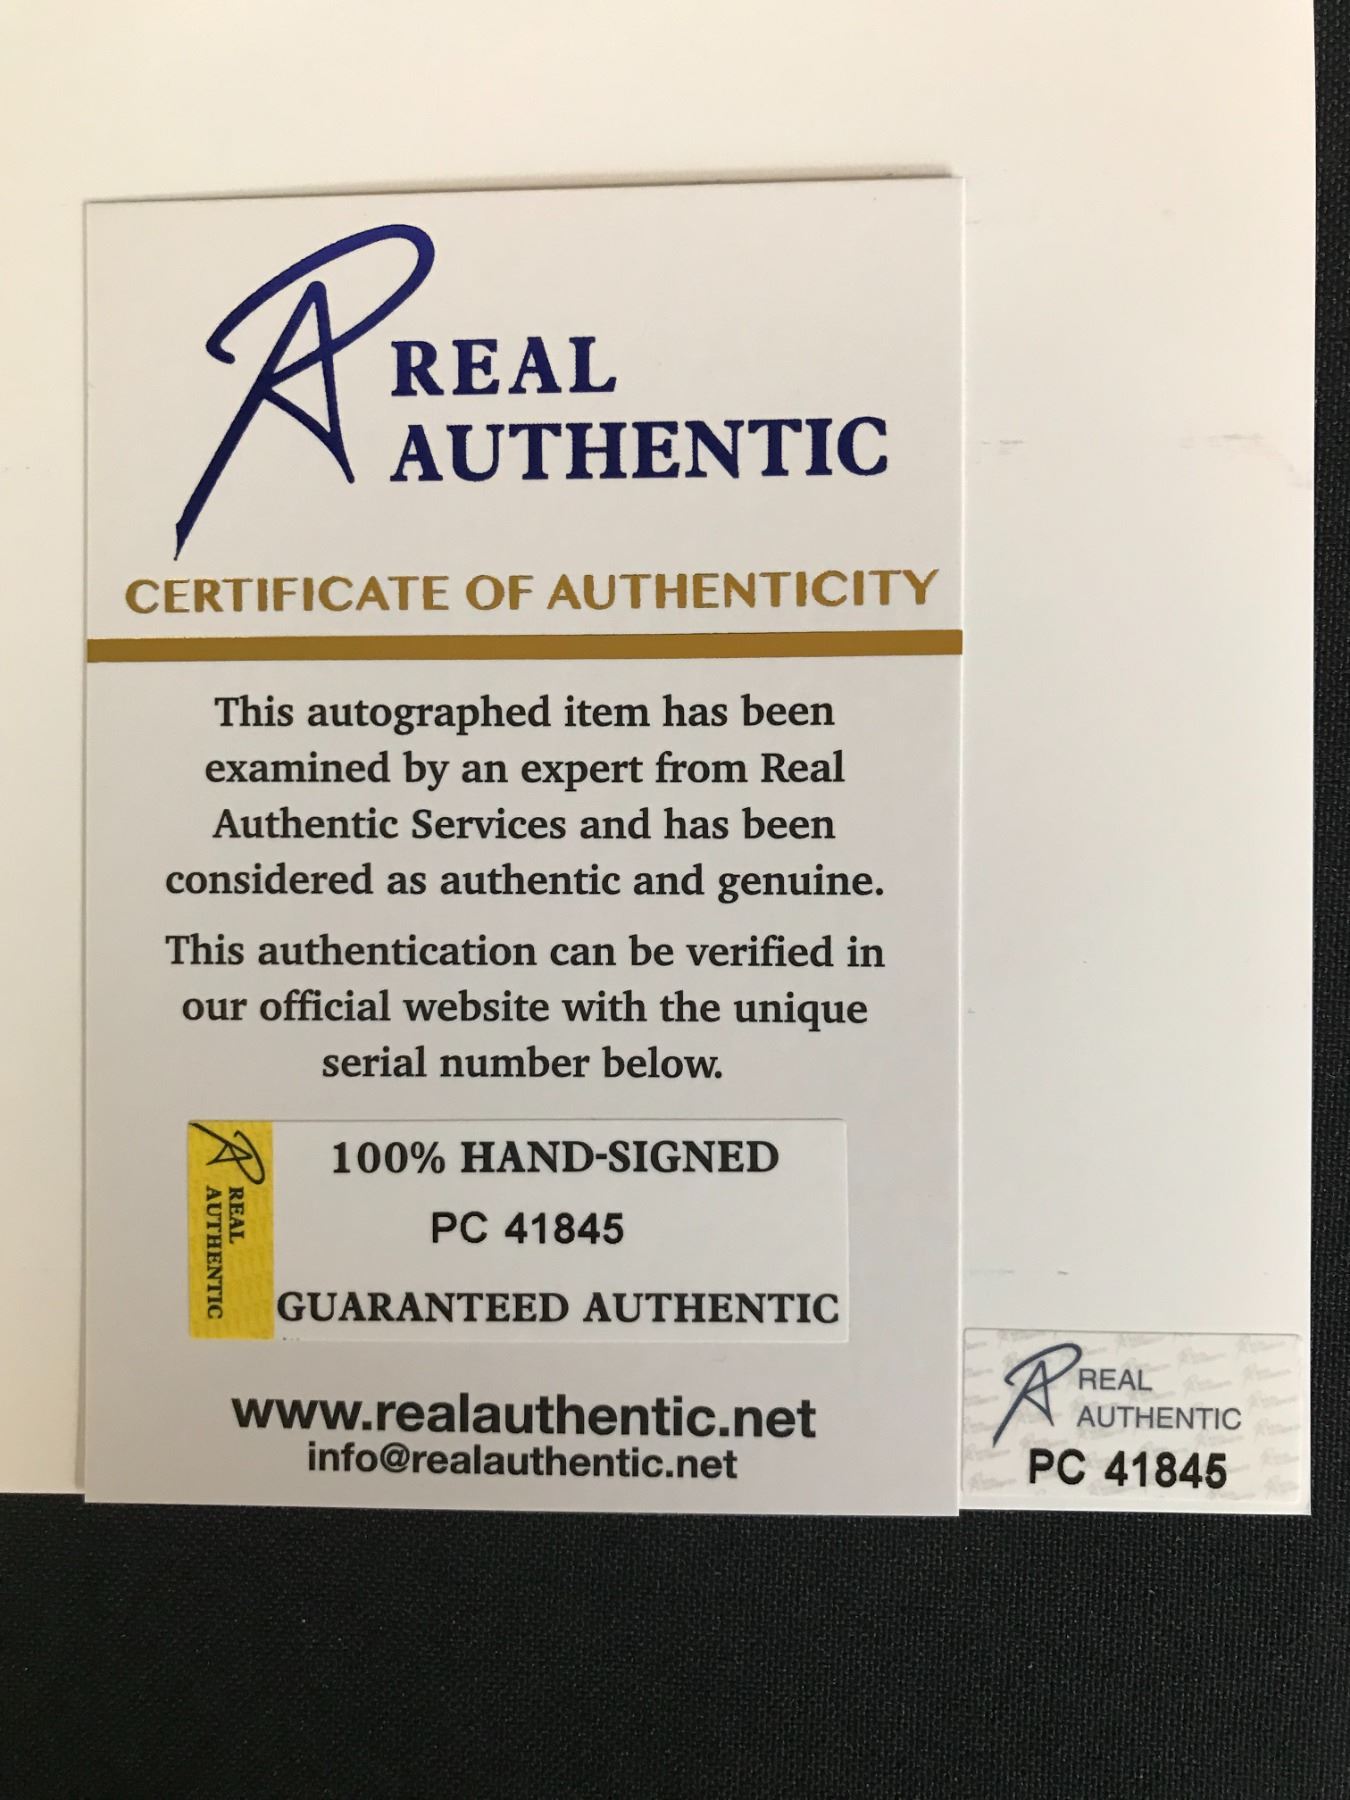 REAL
AUTHENTIC
CERTIFICATE OF AUTHENTICITY
This autographed item has been
examined by an expert from Real
Authentic Services and has been
considered as authentic and genuine.
This authentication can be verified in
our official website with the unique
serial number below.
REAL
AUTHENTIC
100% HAND-SIGNED
PC 41845
GUARANTEED AUTHENTIC
www.realauthentic.net
info@realauthentic.net
REAL
AUTHENTIC
PC 41845